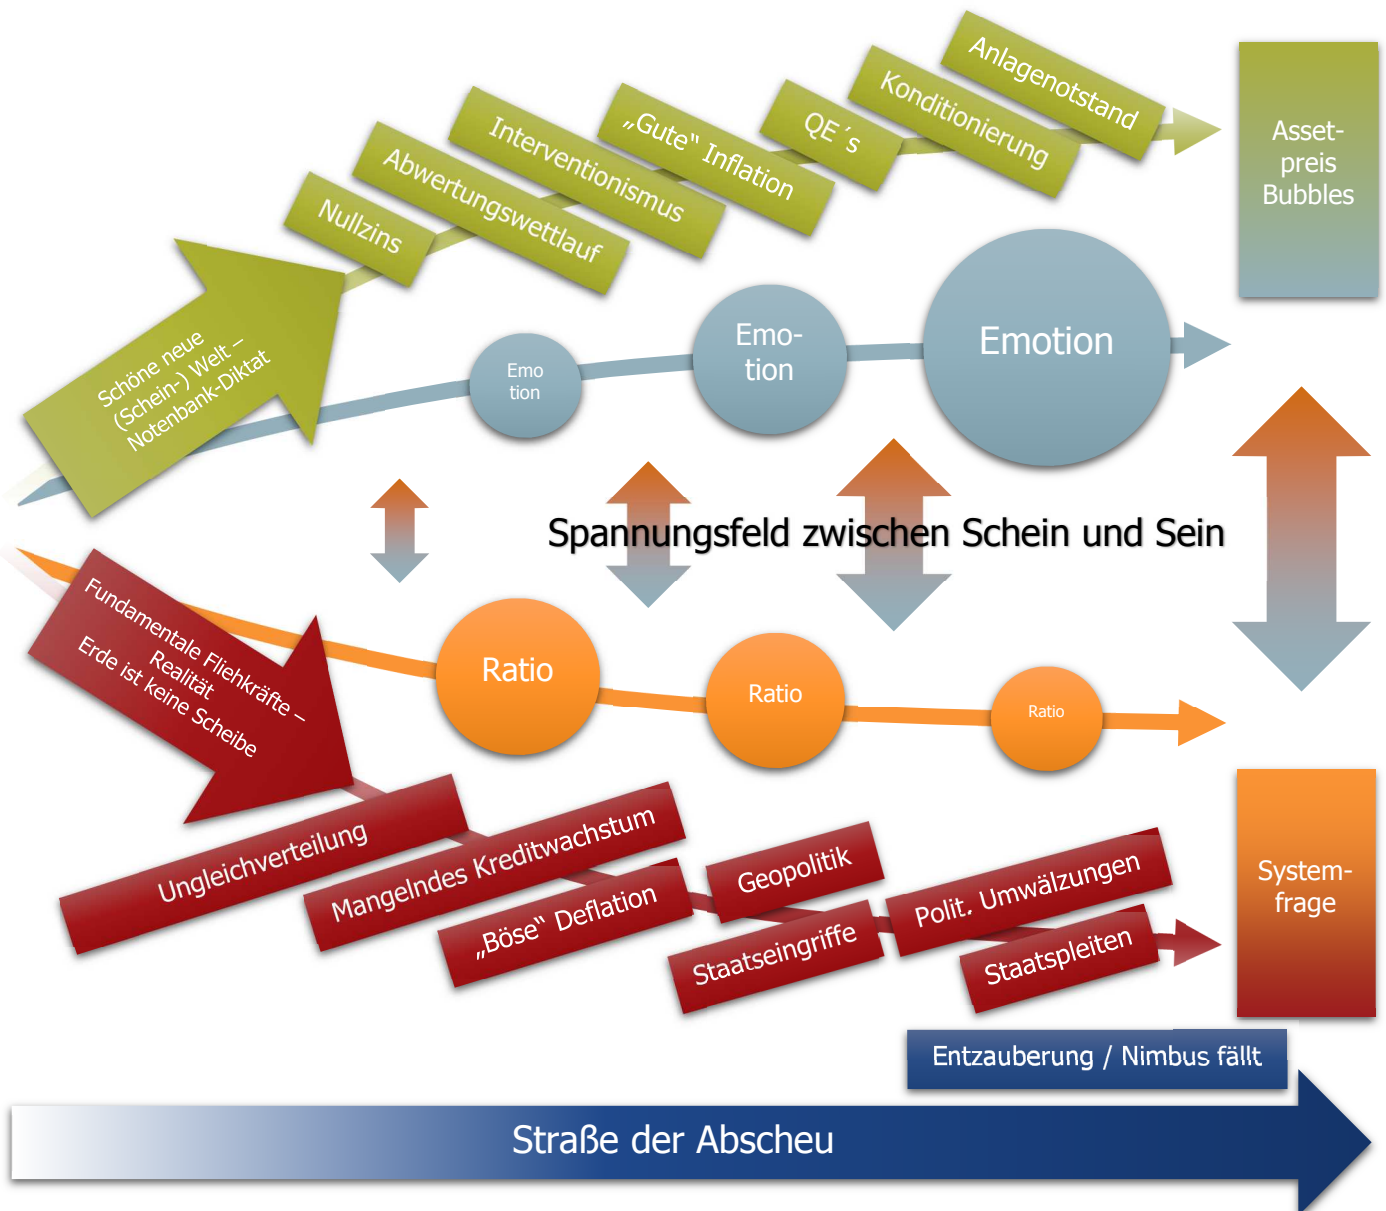 Anlagenotstand
Konditionierung
QE´s
„Gute“ Inflation
Interventionismus
Abwertungswettlauf
Nullzins
Asset-
preis
Bubbles
Schöne neue
(Schein-) Welt –
Notenbank-Diktat
Emo
tion
Emo-
tion
Emotion
Spannungsfeld zwischen Schein und Sein
Fundamentale Fliehkräfte –
Realität
Erde ist keine Scheibe
Ratio
Ratio
Ratio
Ungleichverteilung
Mangelndes Kreditwachstum
„Böse“ Deflation
Geopolitik
Staatseingriffe
Polit. Umwälzungen
Staatspleiten
System-
frage
Entzauberung / Nimbus fällt
Straße der Abscheu